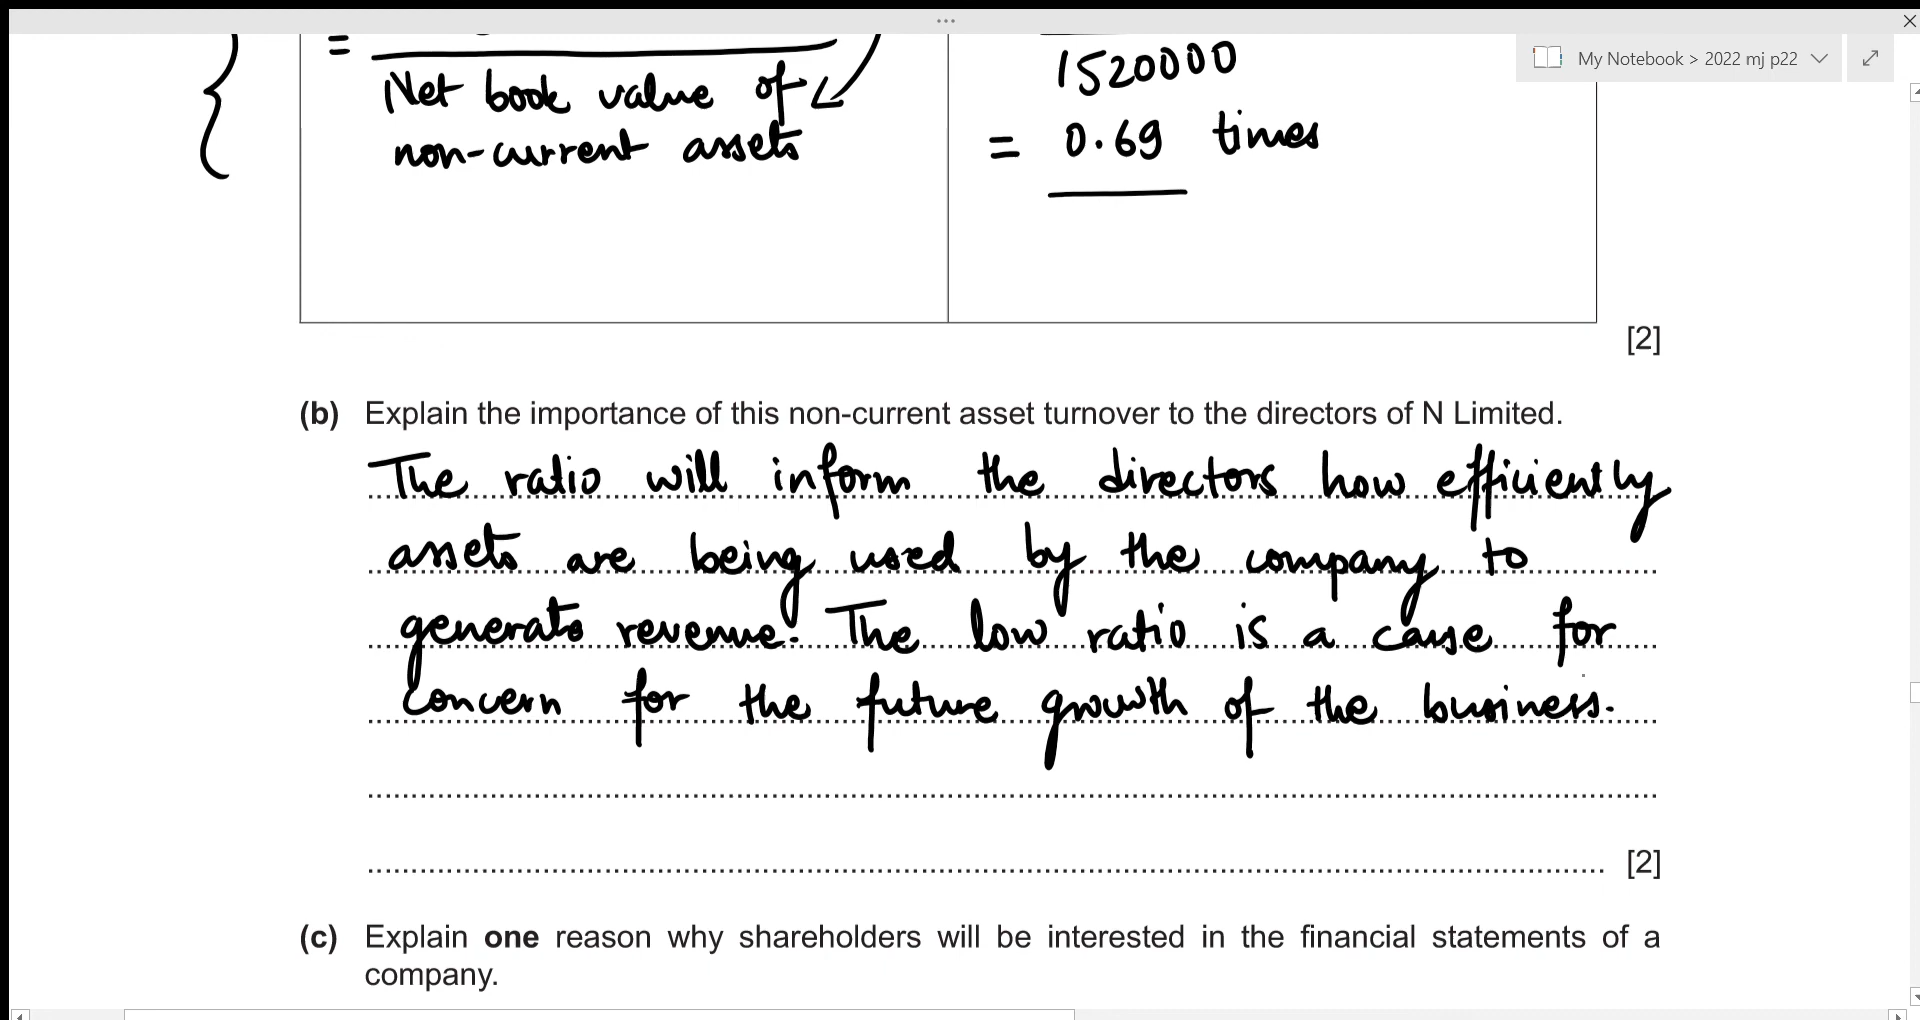 My Notebook > 2022 mj p22
=
Net book value of
non-current assets
1520000
= 0.69 times
[2]
(b) Explain the importance of this non-current asset turnover to the directors of N Limited.
The ratio will inform the directors how efficiently
assets are being used by the company to
generate revenue. The low ratio is a cause for
concern for the future growth of the business.
[2]
(c) Explain one reason why shareholders will be interested in the financial statements of a
company.